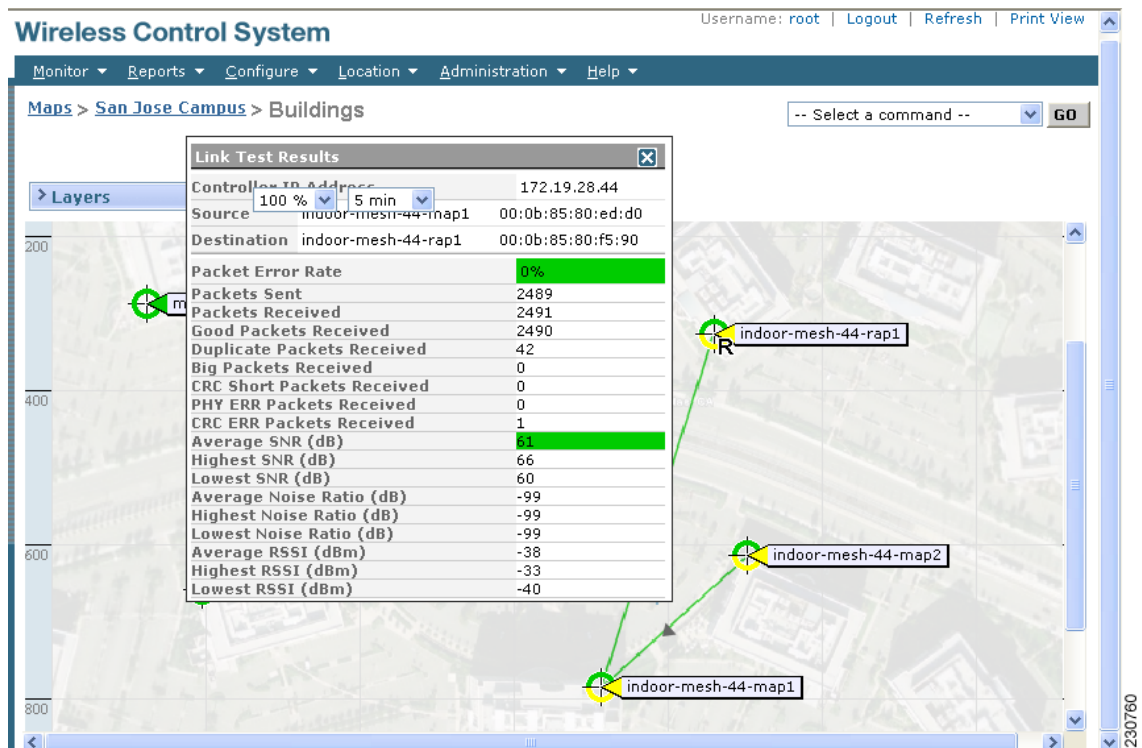 Username: root | Logout | Refresh | Print View
Wireless Control System
Monitor Reports Configure Location Administration Help
Maps > San Jose Campus > Buildings
-- Select a command -- GO
Link Test Results
Controller IP Address 172.19.28.44
100 % 5 min
> Layers
Source indoor-mesh-44-map1 00:0b:85:80:ed:d0
Destination indoor-mesh-44-rap1 00:0b:85:80:f5:90
200
Packet Error Rate 0%
Packets Sent 2489
Packets Received 2491
Good Packets Received 2490
Duplicate Packets Received 42
Big Packets Received 0
CRC Short Packets Received 0
PHY ERR Packets Received 0
CRC ERR Packets Received 1
Average SNR (dB) 61
Highest SNR (dB) 66
Lowest SNR (dB) 60
Average Noise Ratio (dB) -99
Highest Noise Ratio (dB) -99
Lowest Noise Ratio (dB) -99
Average RSSI (dBm) -38
Highest RSSI (dBm) -33
Lowest RSSI (dBm) -40
m
indoor-mesh-44-rap1
R
400
600
indoor-mesh-44-map2
indoor-mesh-44-map1
800
230760